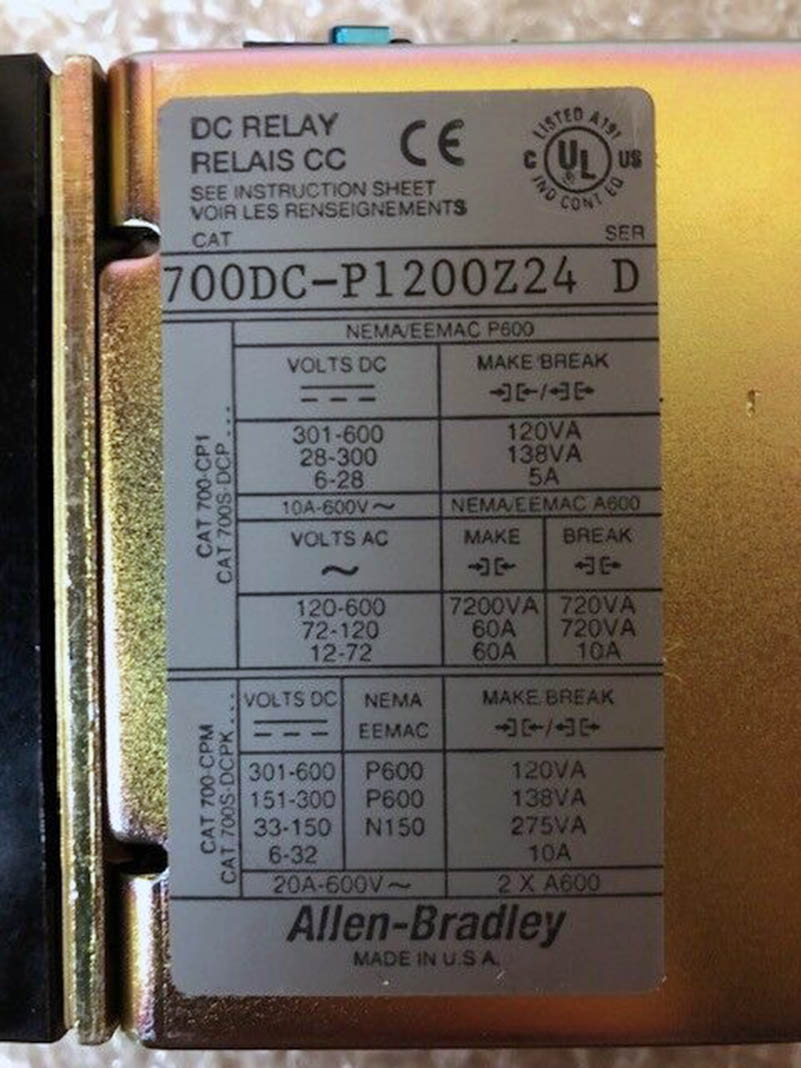 DC RELAY
RELAIS CC
CE
LISTED A191
C UL US
®
IND CONT EQ
SEE INSTRUCTION SHEET
VOIR LES RENSEIGNEMENTS
CAT SER
700DC-P1200Z24 D
CAT 700-CP1
CAT 700S-DCP...
NEMA/EEMAC P600
VOLTS DC MAKE/BREAK
301-600 120VA
28-300 138VA
6-28 5A
10A-600V~ NEMA/EEMAC A600
VOLTS AC MAKE BREAK
~
120-600 7200VA 720VA
72-120 60A 720VA
12-72 60A 10A
CAT 700-CPM
CAT 700S-DCPK...
VOLTS DC NEMA MAKE/BREAK
EEMAC
301-600 P600 120VA
151-300 P600 138VA
33-150 N150 275VA
6-32 10A
20A-600V~ 2 X A600
Allen-Bradley
MADE IN U.S.A.